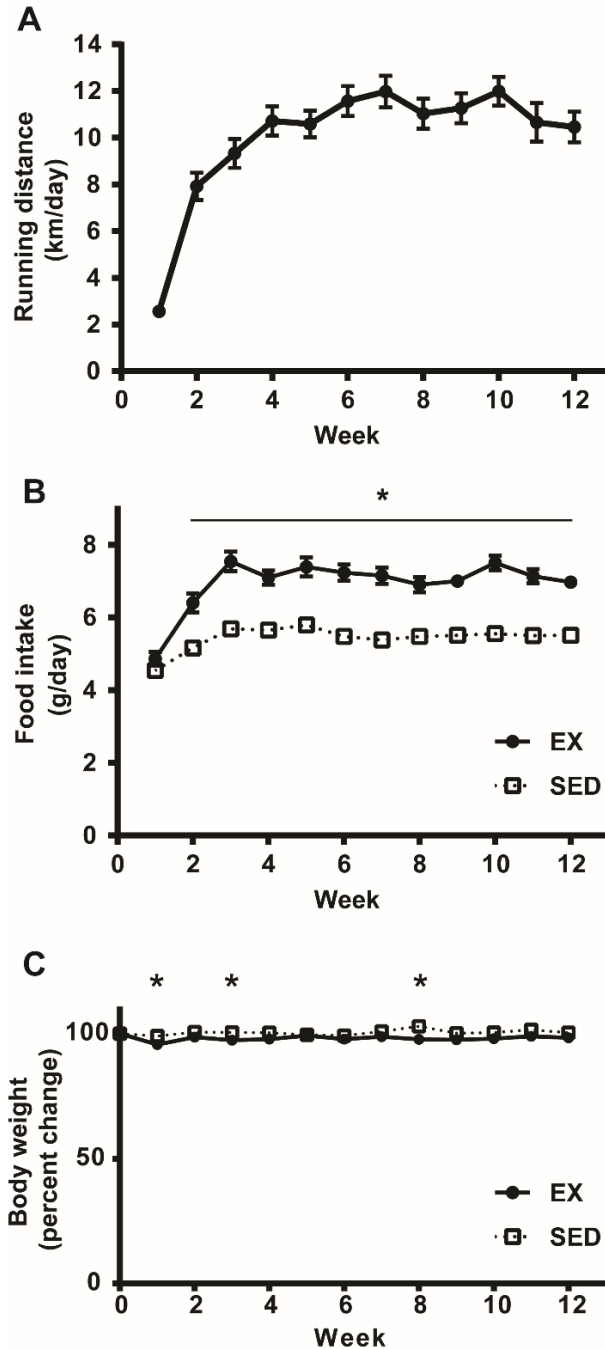 A
14
12
10
8
6
4
2
0
Running distance
(km/day)
0 2 4 6 8 10 12
Week
B
*
8
6
4
2
0
Food intake
(g/day)
EX
SED
0 2 4 6 8 10 12
Week
C
* * *
100
50
0
Body weight
(percent change)
EX
SED
0 2 4 6 8 10 12
Week